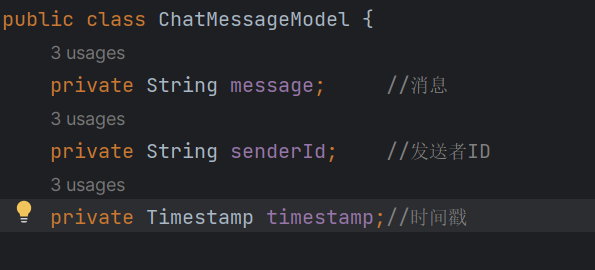 public class ChatMessageModel {
3 usages
private String message;     //消息
3 usages
private String senderId;    //发送者ID
3 usages
private Timestamp timestamp;//时间戳